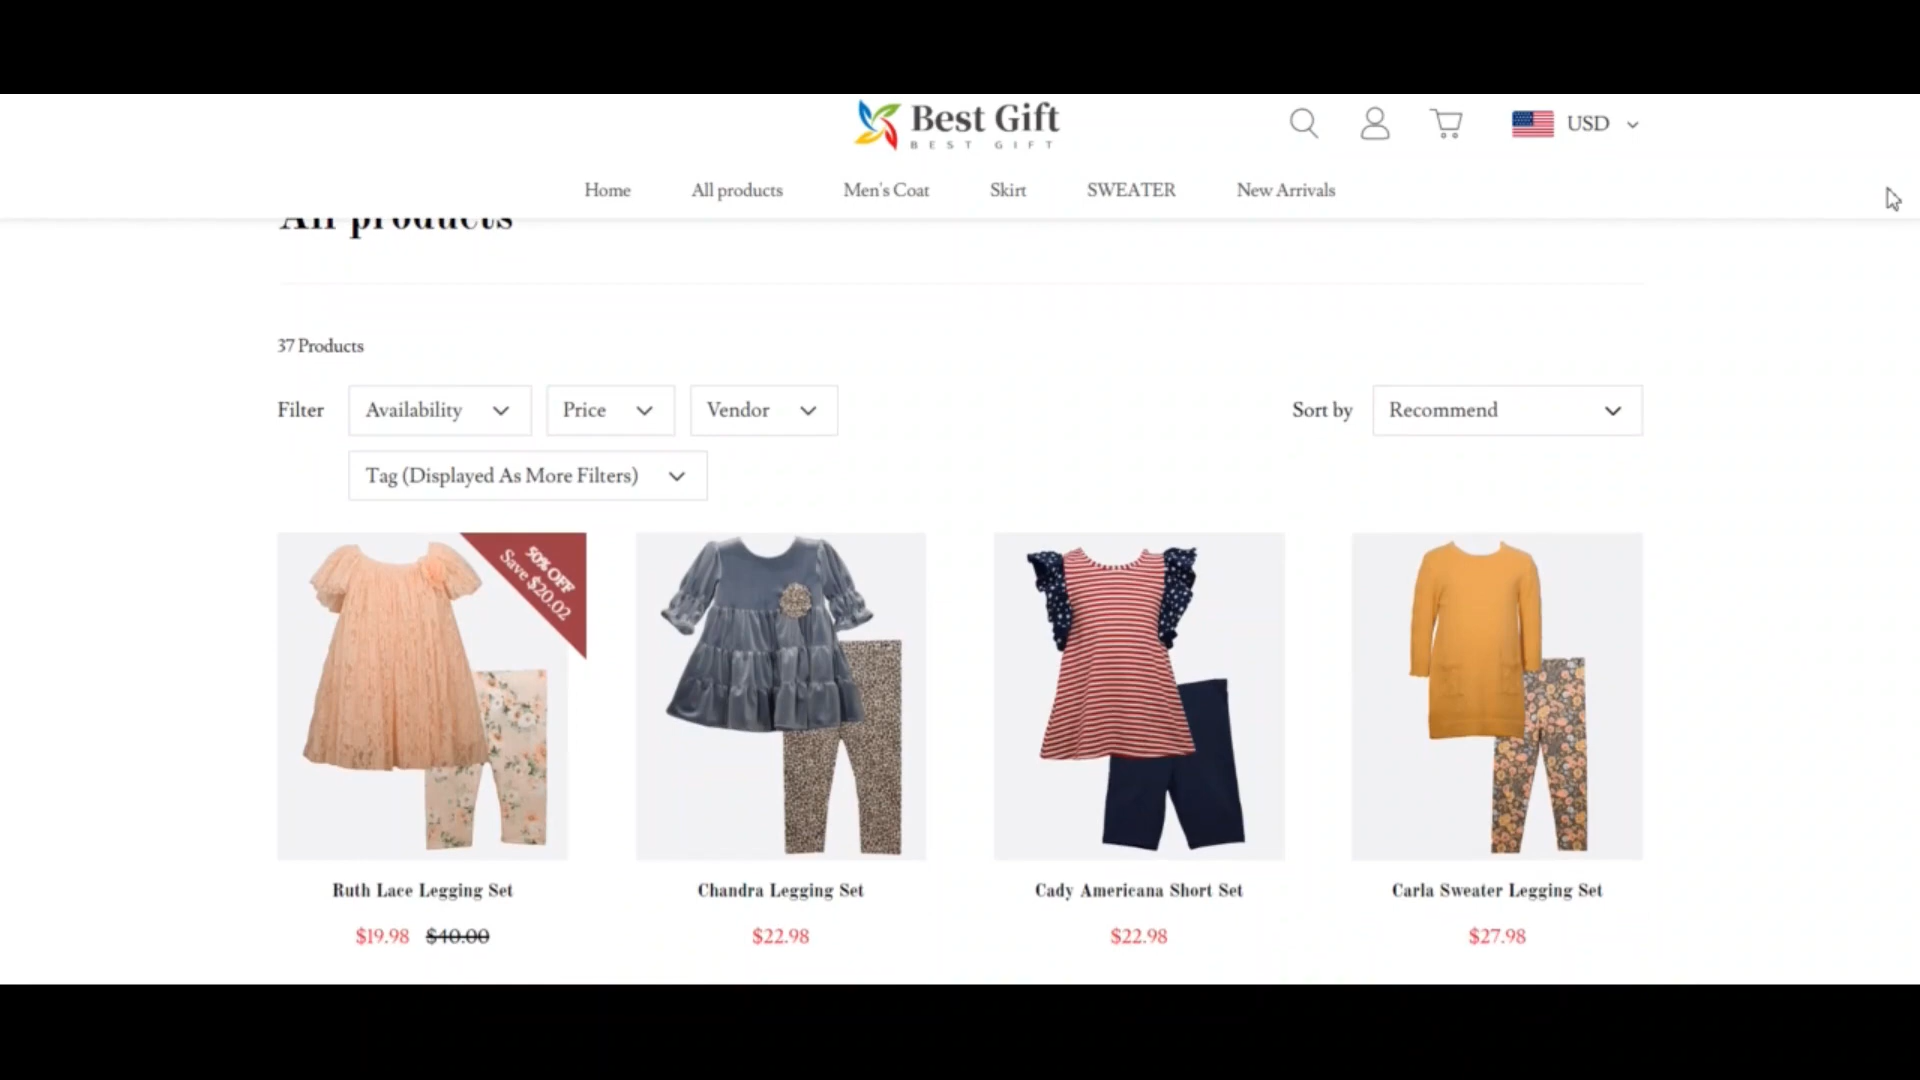 Best Gift
BEST GIFT
USD
Home All products Men's Coat Skirt SWEATER New Arrivals
All products
37 Products
Filter Availability Price Vendor Sort by Recommend
Tag (Displayed As More Filters)
50% OFF
Save $20.02
Ruth Lace Legging Set Chandra Legging Set Cady Americana Short Set Carla Sweater Legging Set
$19.98 $40.00 $22.98 $22.98 $27.98